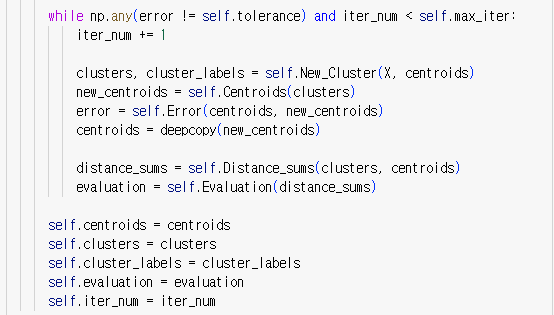 while np.any(error != self.tolerance) and iter_num < self.max_iter:
iter_num += 1
clusters, cluster_labels = self.New_Cluster(X, centroids)
new_centroids = self.Centroids(clusters)
error = self.Error(centroids, new_centroids)
centroids = deepcopy(new_centroids)
distance_sums = self.Distance_sums(clusters, centroids)
evaluation = self.Evaluation(distance_sums)
self.centroids = centroids
self.clusters = clusters
self.cluster_labels = cluster_labels
self.evaluation = evaluation
self.iter_num = iter_num